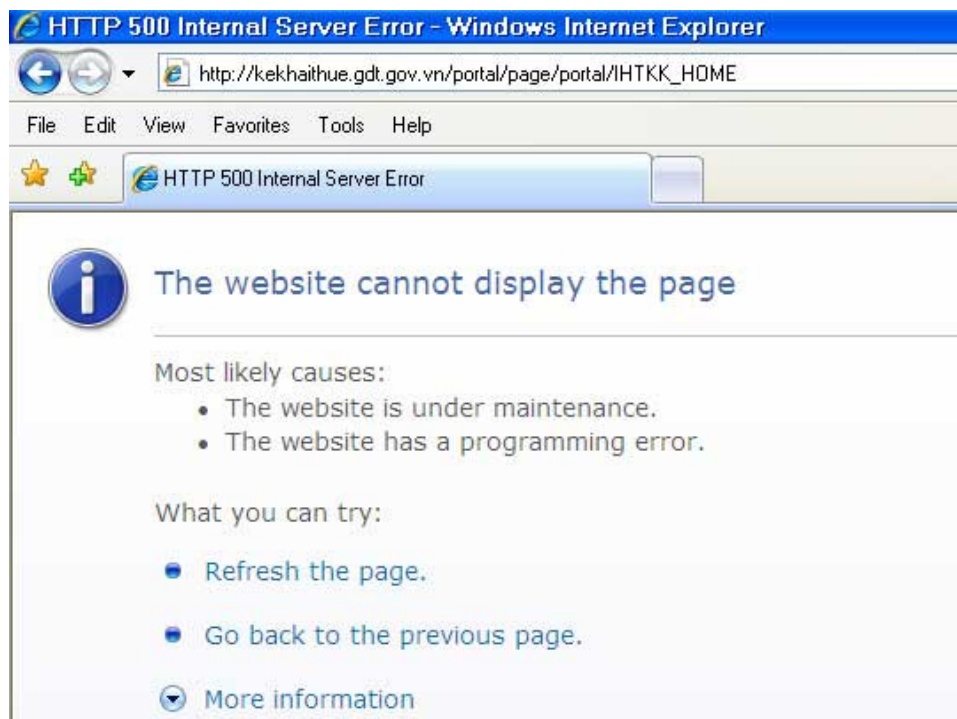 HTTP 500 Internal Server Error - Windows Internet Explorer
http://kekhaithue.gdt.gov.vn/portal/page/portal/IHTKK_HOME
File Edit View Favorites Tools Help
HTTP 500 Internal Server Error
The website cannot display the page
Most likely causes:
• The website is under maintenance.
• The website has a programming error.
What you can try:
Refresh the page.
Go back to the previous page.
More information